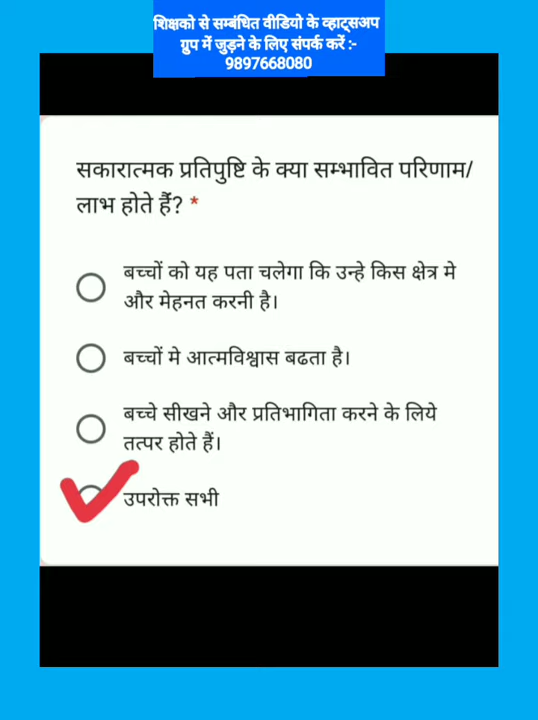 शिक्षको से सम्बंधित वीडियो के व्हाट्सअप
ग्रुप में जुड़ने के लिए संपर्क करें :-
9897668080
सकारात्मक प्रतिपुष्टि के क्या सम्भावित परिणाम/
लाभ होते हैं? *
बच्चों को यह पता चलेगा कि उन्हे किस क्षेत्र मे
और मेहनत करनी है।
बच्चों मे आत्मविश्वास बढता है।
बच्चे सीखने और प्रतिभागिता करने के लिये
तत्पर होते हैं।
उपरोक्त सभी